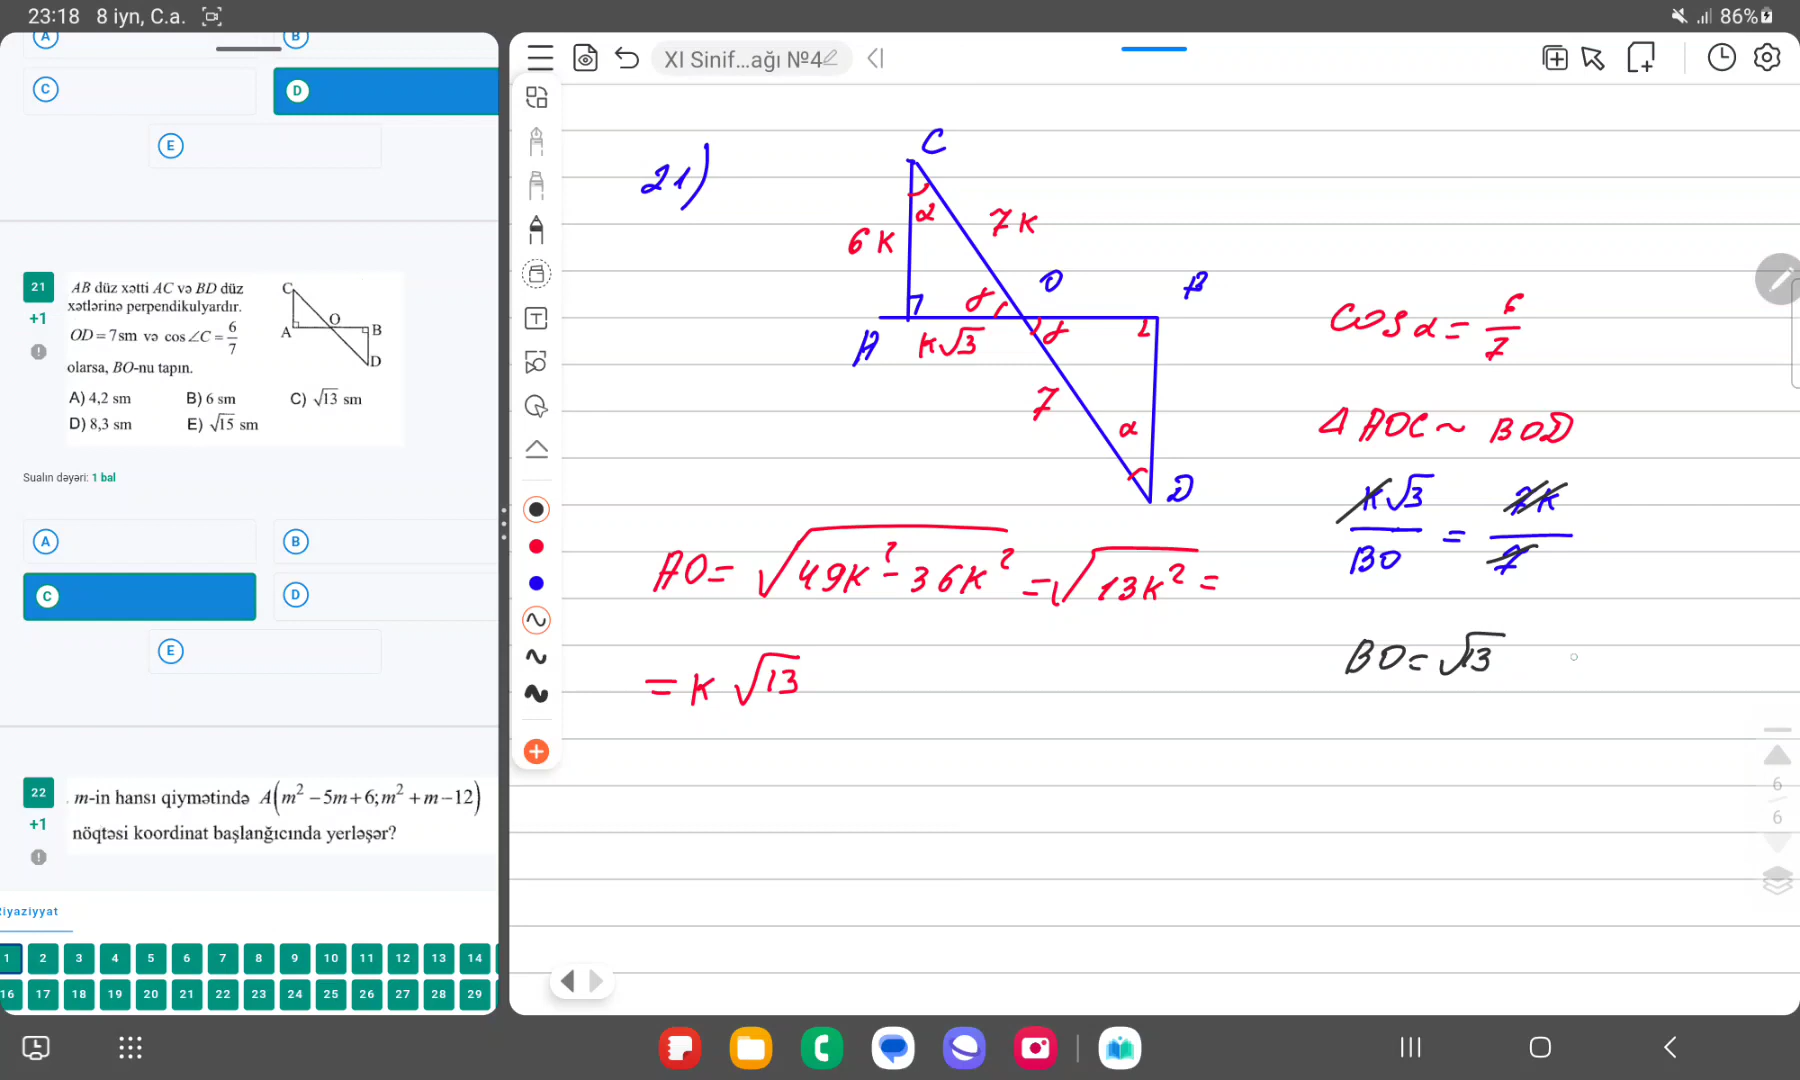 23:18 8 iyn, C.a.
86%
A
B
C
D
E
21
+1
AB düz xətti AC və BD düz
xətlərinə perpendikulyardır.
OD = 7 sm və cos ∠C = 6/7
olarsa, BO-nu tapın.
A) 4,2 sm B) 6 sm C) √13 sm
D) 8,3 sm E) √15 sm
C
A
O
B
D
Sualın dəyəri: 1 bal
A
B
C
D
E
22
+1
. m-in hansı qiymətində A(m² − 5m + 6; m² + m − 12)
nöqtəsi koordinat başlanğıcında yerləşər?
Riyaziyyat
1 2 3 4 5 6 7 8 9 10 11 12 13 14
16 17 18 19 20 21 22 23 24 25 26 27 28 29
XI Sinif...ağı №4
21)
C
α
6K
7K
O
B
γ
γ
A
K√3
7
α
D
cos α = 6/7
Δ AOC ~ BOD
K√3/BO = 7K/7
AO = √49K² - 36K² = √13K² =
= K √13
BO = √13
6
6